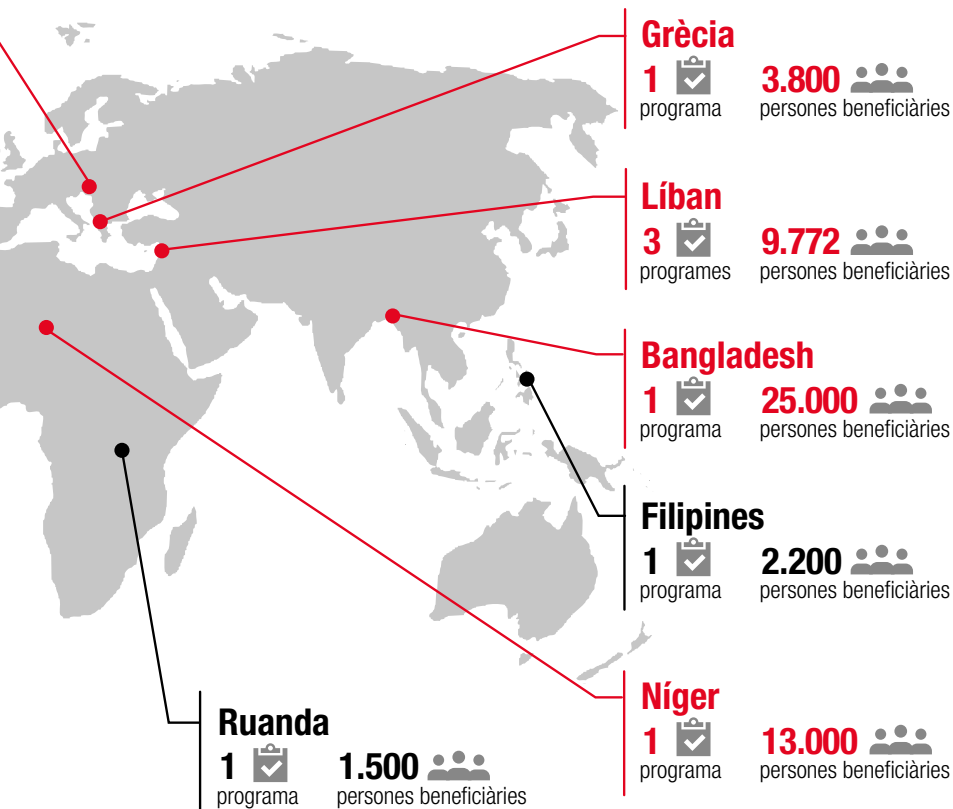 Grècia
1 3.800
programa persones beneficiàries
Líban
3 9.772
programes persones beneficiàries
Bangladesh
1 25.000
programa persones beneficiàries
Filipines
1 2.200
programa persones beneficiàries
Níger
1 13.000
programa persones beneficiàries
Ruanda
1 1.500
programa persones beneficiàries